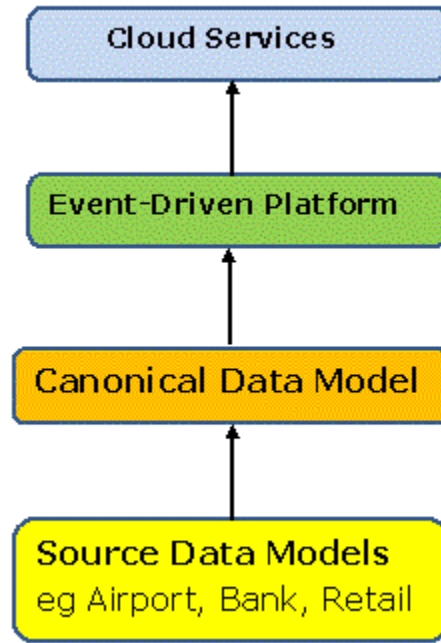 Cloud Services
Event-Driven Platform
Canonical Data Model
Source Data Models
eg Airport, Bank, Retail